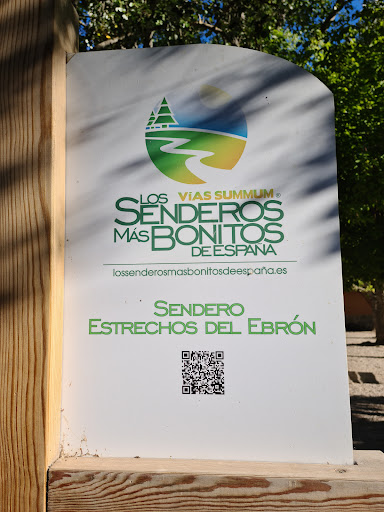 VÍAS SUMMUM ®
LOS
SENDEROS
MÁS BONITOS
DE ESPAÑA
lossenderosmasbonitosdeespaña.es
SENDERO
ESTRECHOS DEL EBRÓN